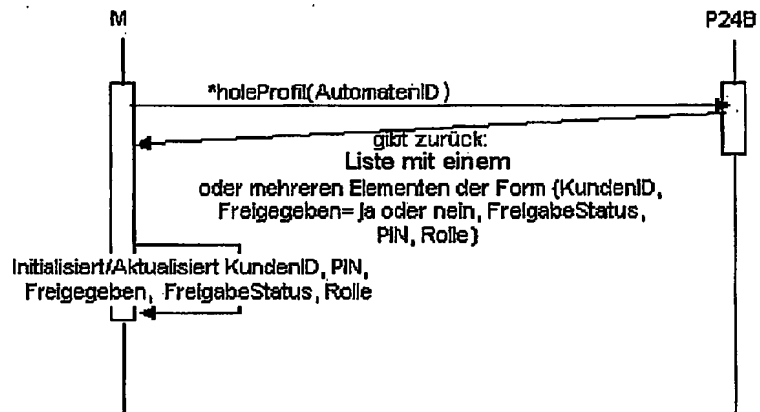 M
P24B
*holeProfil(AutomatenID)
gibt zurück:
Liste mit einem
oder mehreren Elementen der Form {KundenID,
Freigegeben= ja oder nein, FreigabeStatus,
PIN, Rolle}
Initialisiert/Aktualisiert KundenID, PIN,
Freigegeben, FreigabeStatus, Rolle